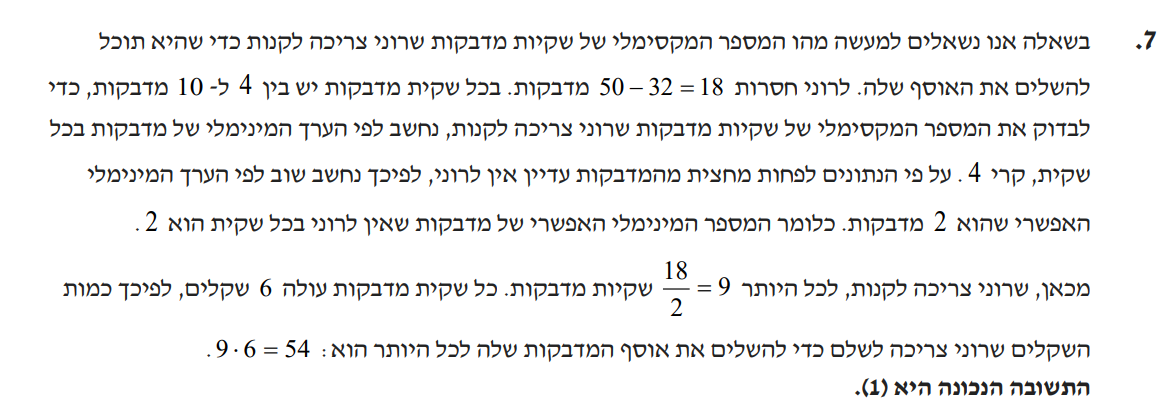 7. בשאלה אנו נשאלים למעשה מהו המספר המקסימלי של שקיות מדבקות שרוני צריכה לקנות כדי שהיא תוכל
להשלים את האוסף שלה. לרוני חסרות 50 – 32 = 18 מדבקות. בכל שקית מדבקות יש בין 4 ל- 10 מדבקות, כדי
לבדוק את המספר המקסימלי של שקיות מדבקות שרוני צריכה לקנות, נחשב לפי הערך המינימלי של מדבקות בכל
שקית, קרי 4 . על פי הנתונים לפחות מחצית מהמדבקות עדיין אין לרוני, לפיכך נחשב שוב לפי הערך המינימלי
האפשרי שהוא 2 מדבקות. כלומר המספר המינימלי האפשרי של מדבקות שאין לרוני בכל שקית הוא 2 .
מכאן, שרוני צריכה לקנות, לכל היותר 18/2 = 9 שקיות מדבקות. כל שקית מדבקות עולה 6 שקלים, לפיכך כמות
השקלים שרוני צריכה לשלם כדי להשלים את אוסף המדבקות שלה לכל היותר הוא: 9 · 6 = 54 .
התשובה הנכונה היא (1).